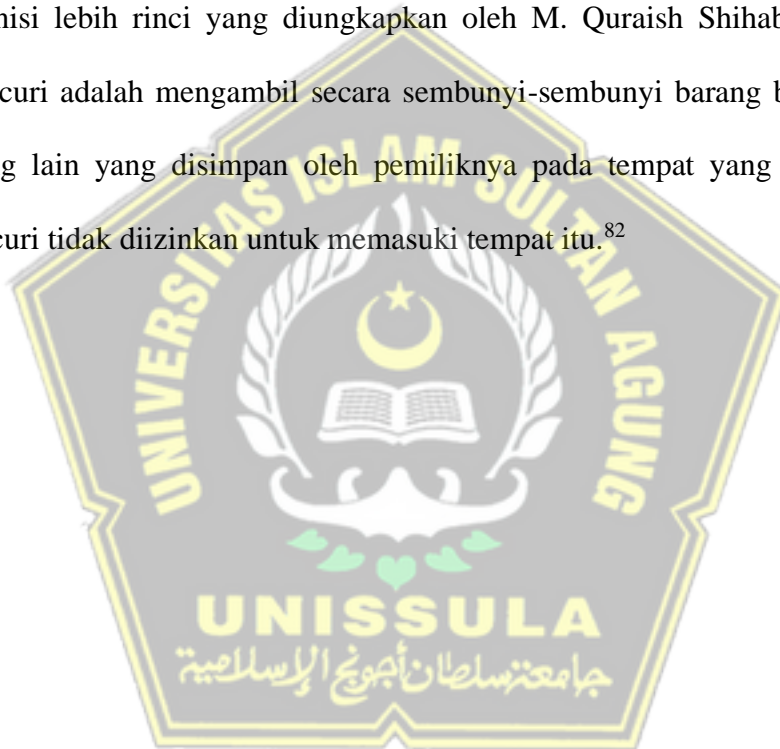 nisi lebih rinci yang diungkapkan oleh M. Quraish Shihab
curi adalah mengambil secara sembunyi-sembunyi barang b
g lain yang disimpan oleh pemiliknya pada tempat yang
curi tidak diizinkan untuk memasuki tempat itu.82
UNIVERSITAS ISLAM SULTAN AGUNG
UNISSULA
جامعتنسلطان أجونج الإسلامية